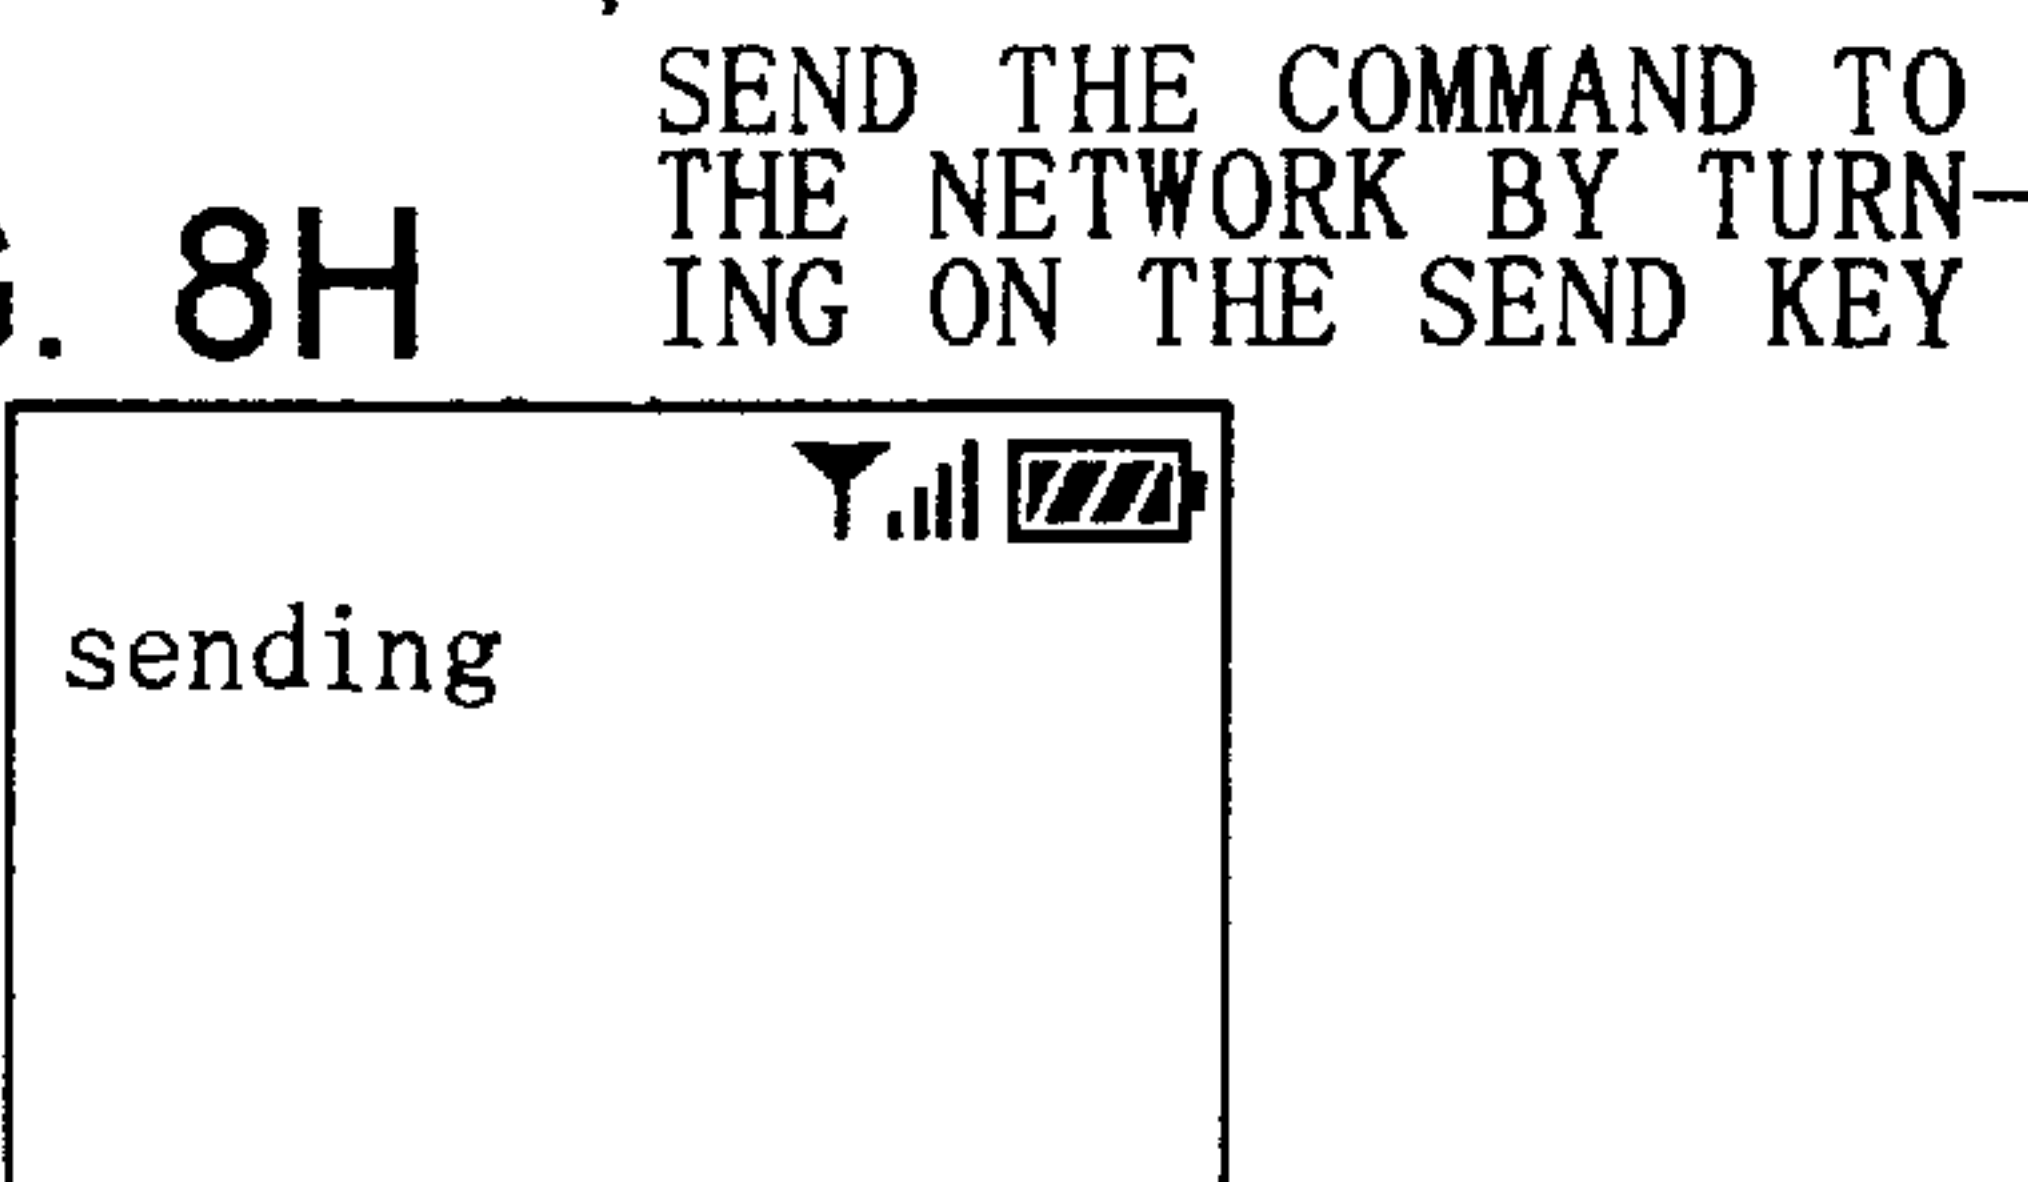 SEND THE COMMAND TO
THE NETWORK BY TURN-
ING ON THE SEND KEY
G. 8H
sending